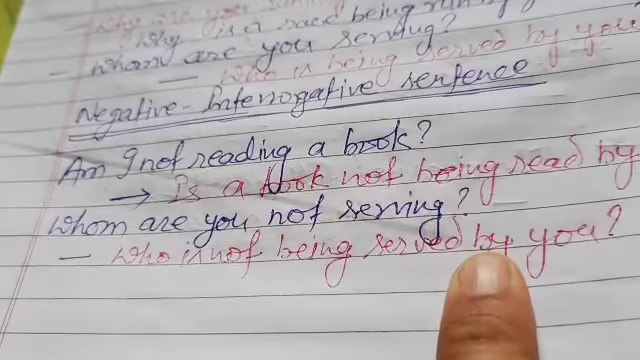 Why is a race being run by
- Whom are you serving?
- Who is being served by you
Negative-Interrogative sentence
Am I not reading a book?
→ Is a book not being read by
Whom are you not serving?
- Who is not being served by you?